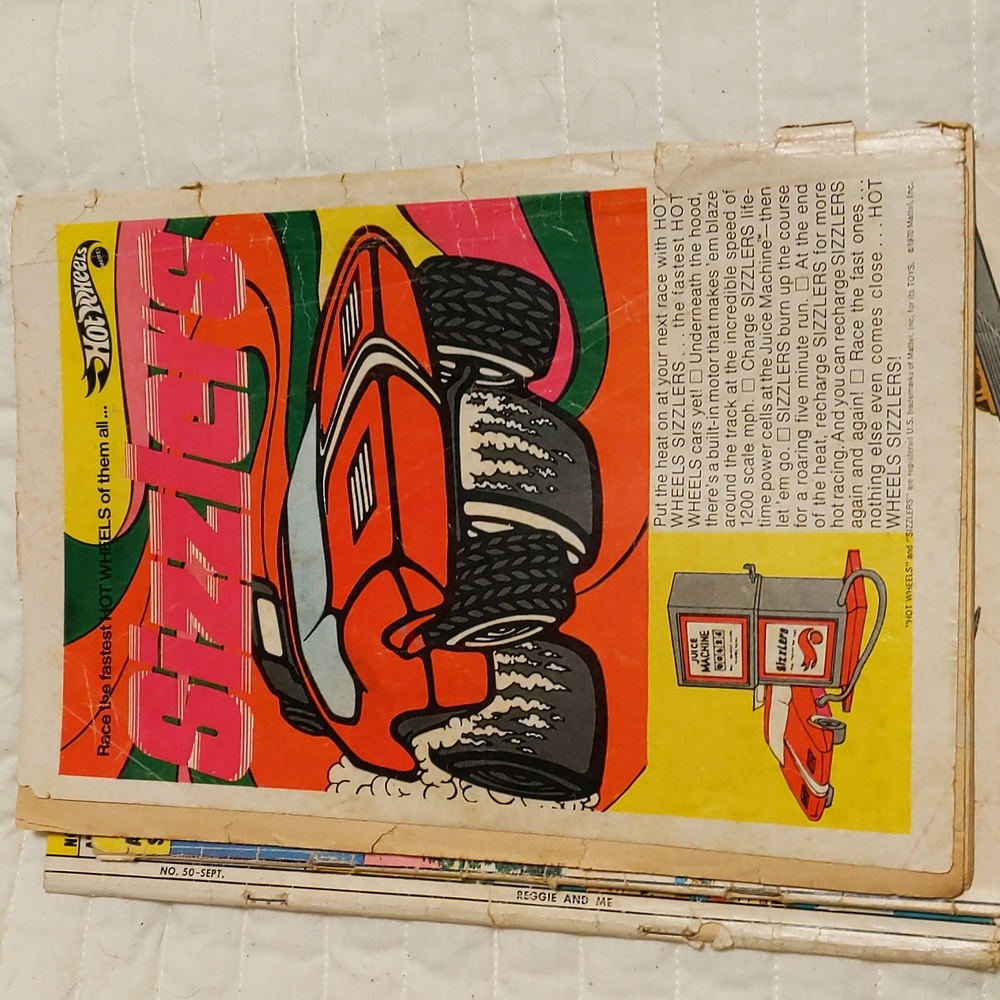 Race the fastest HOT WHEELS of them all...
HOT WHEELS
MATTEL
Sizzlers
Put the heat on at your next race with HOT
WHEELS SIZZLERS . . . the fastest HOT
WHEELS cars yet! □ Underneath the hood,
there's a built-in motor that makes 'em blaze
around the track at the incredible speed of
1200 scale mph. □ Charge SIZZLERS life-
time power cells at the Juice Machine—then
let 'em go. □ SIZZLERS burn up the course
for a roaring five minute run. □ At the end
of the heat, recharge SIZZLERS for more
hot racing. And you can recharge SIZZLERS
again and again! □ Race the fast ones . . .
nothing else even comes close . . . . HOT
WHEELS SIZZLERS!
JUICE
MACHINE
Sizzlers
"HOT WHEELS" and "SIZZLERS" are registered U.S. trademarks of Mattel, Inc. for its TOYS. ©1970 Mattel, Inc.
NO. 50-SEPT.
REGGIE AND ME